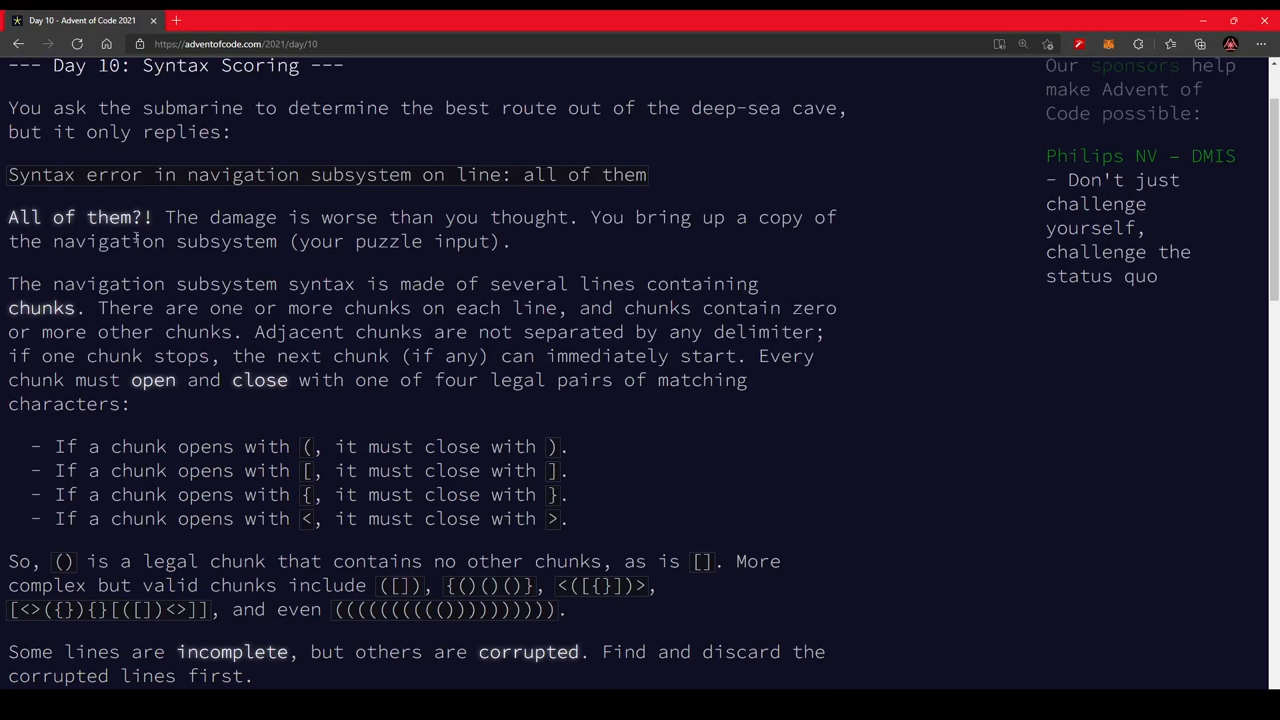 Day 10 - Advent of Code 2021
https://adventofcode.com/2021/day/10
--- Day 10: Syntax Scoring ---
You ask the submarine to determine the best route out of the deep-sea cave,
but it only replies:
Syntax error in navigation subsystem on line: all of them
All of them?! The damage is worse than you thought. You bring up a copy of
the navigation subsystem (your puzzle input).
The navigation subsystem syntax is made of several lines containing
chunks. There are one or more chunks on each line, and chunks contain zero
or more other chunks. Adjacent chunks are not separated by any delimiter;
if one chunk stops, the next chunk (if any) can immediately start. Every
chunk must open and close with one of four legal pairs of matching
characters:
- If a chunk opens with (, it must close with ).
- If a chunk opens with [, it must close with ].
- If a chunk opens with {, it must close with }.
- If a chunk opens with <, it must close with >.
So, () is a legal chunk that contains no other chunks, as is []. More
complex but valid chunks include ([]), {()()()}, <([{}])>,
[<>({}){}[([])<>]], and even (((((((((()))))))))).
Some lines are incomplete, but others are corrupted. Find and discard the
corrupted lines first.
Our sponsors help
make Advent of
Code possible:
Philips NV - DMIS
- Don't just
challenge
yourself,
challenge the
status quo